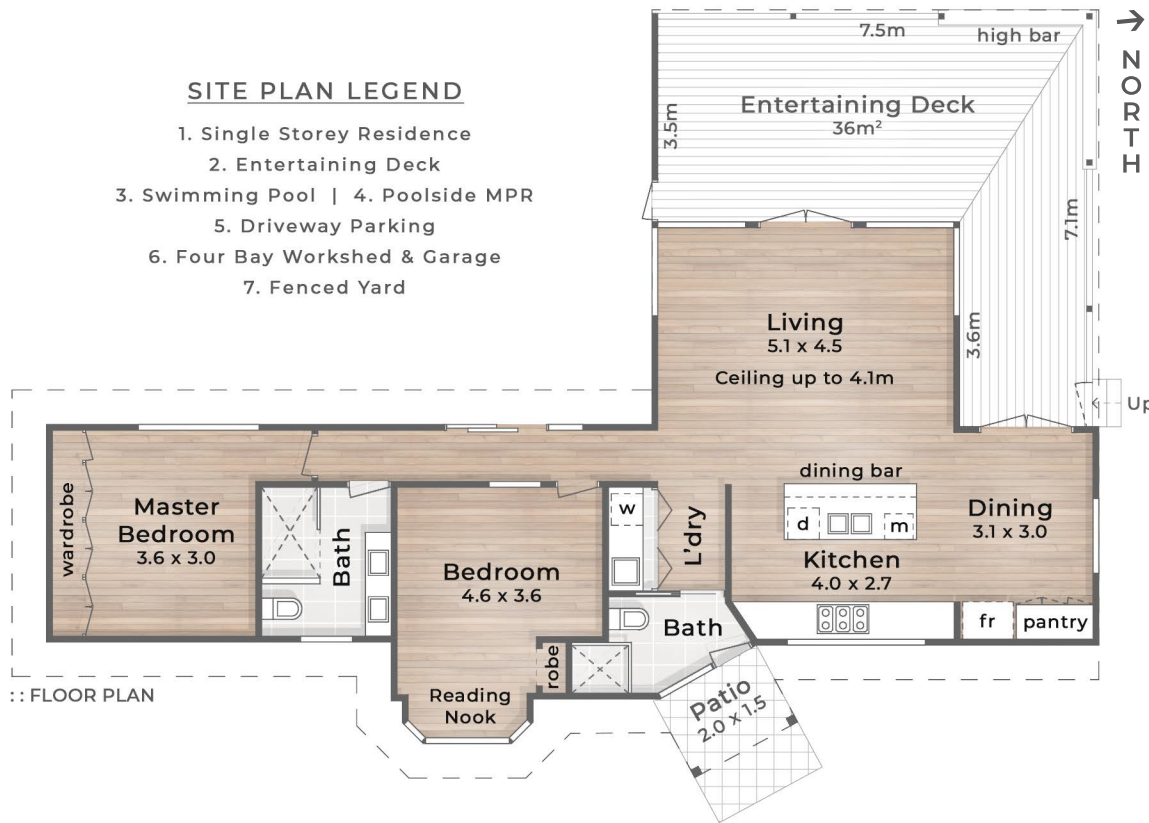 SITE PLAN LEGEND
1. Single Storey Residence
2. Entertaining Deck
3. Swimming Pool | 4. Poolside MPR
5. Driveway Parking
6. Four Bay Workshed & Garage
7. Fenced Yard
7.5m
high bar
→
NORTH
Entertaining Deck
36m²
3.5m
7.1m
3.6m
Up
Living
5.1 x 4.5
Ceiling up to 4.1m
dining bar
wardrobe
Master
Bedroom
3.6 x 3.0
Bath
Bedroom
4.6 x 3.6
w
L'dry
d
m
Kitchen
4.0 x 2.7
Dining
3.1 x 3.0
fr
pantry
Bath
robe
Reading
Nook
Patio
2.0 x 1.5
:: FLOOR PLAN